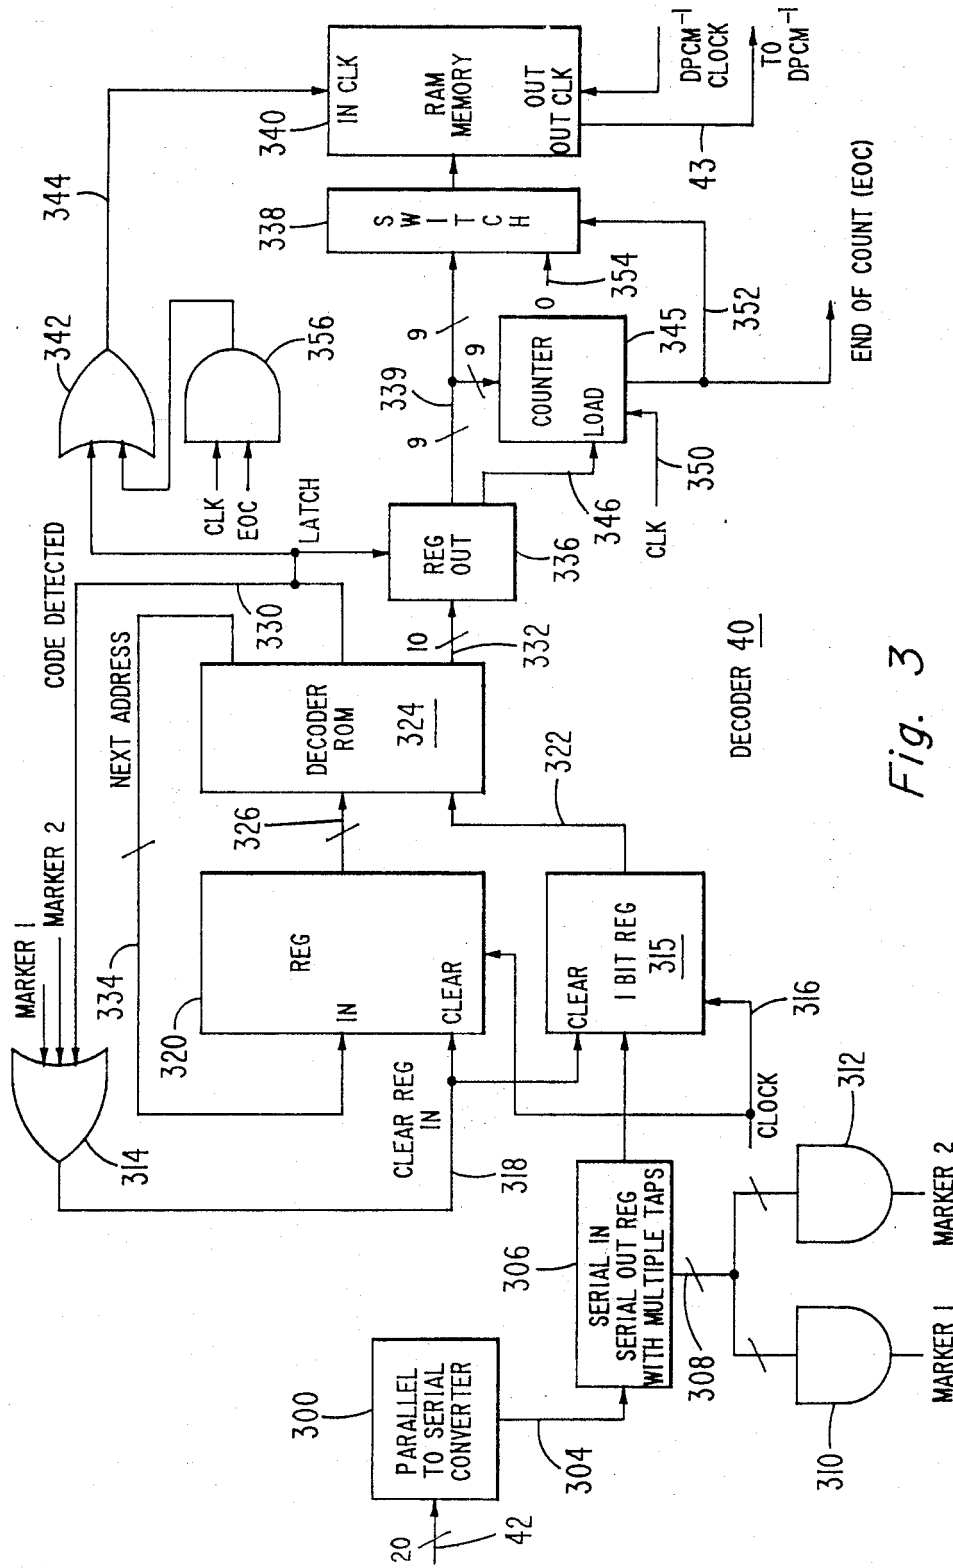 20
42
300
PARALLEL
TO SERIAL
CONVERTER
304
306
SERIAL IN
SERIAL OUT REG
WITH MULTIPLE TAPS
308
310
MARKER 1
312
MARKER 2
CLOCK
316
MARKER 1
MARKER 2
CODE DETECTED
314
334
NEXT ADDRESS
CLEAR REG
IN
318
320
REG
IN
CLEAR
CLEAR
1 BIT REG
315
322
326
DECODER
ROM
324
330
LATCH
10
332
REG
OUT
336
346
CLK
EOC
356
342
344
9
339
9
9
COUNTER
LOAD
345
CLK
350
0
354
352
338
SWITCH
340
IN CLK
RAM
MEMORY
OUT
OUT CLK
43
DPCM⁻¹
CLOCK
TO
DPCM⁻¹
END OF COUNT (EOC)
DECODER 40
Fig. 3